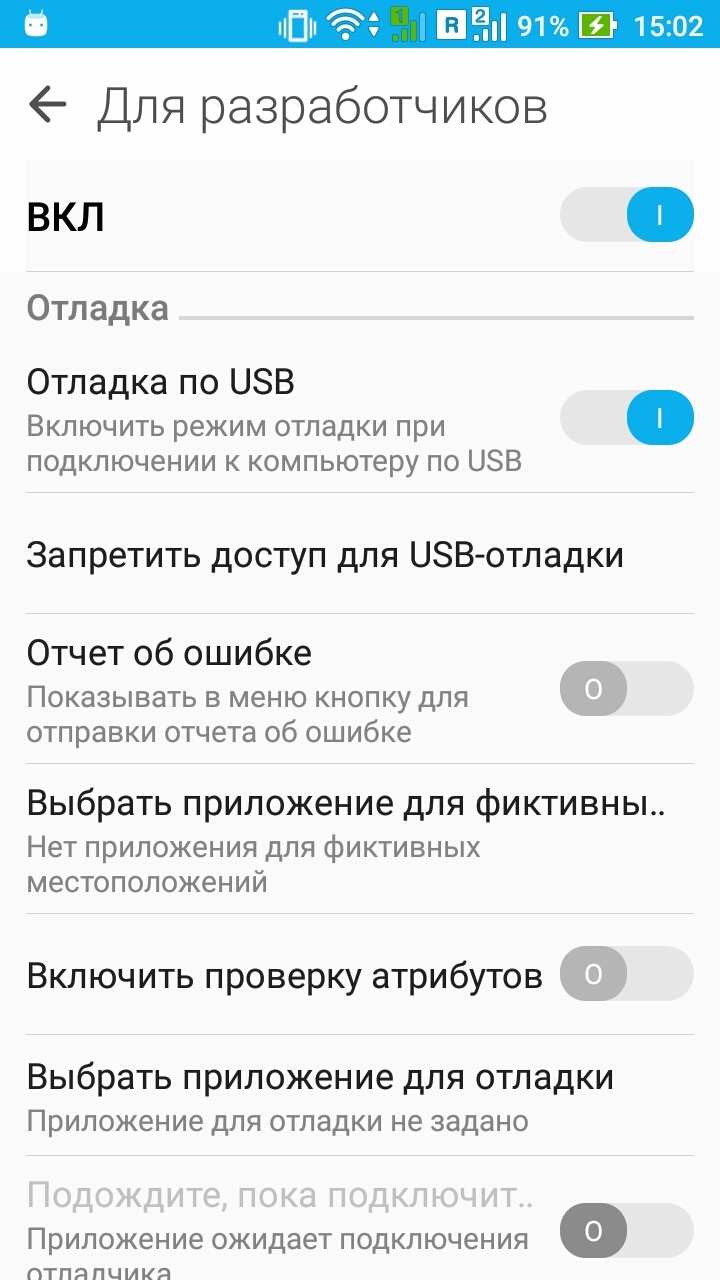 1 R 2 91% 15:02
Для разработчиков
ВКЛ
Отладка
Отладка по USB
Включить режим отладки при
подключении к компьютеру по USB
Запретить доступ для USB-отладки
Отчет об ошибке
Показывать в меню кнопку для
отправки отчета об ошибке
Выбрать приложение для фиктивны..
Нет приложения для фиктивных
местоположений
Включить проверку атрибутов
Выбрать приложение для отладки
Приложение для отладки не задано
Подождите, пока подключит..
Приложение ожидает подключения
отладчика